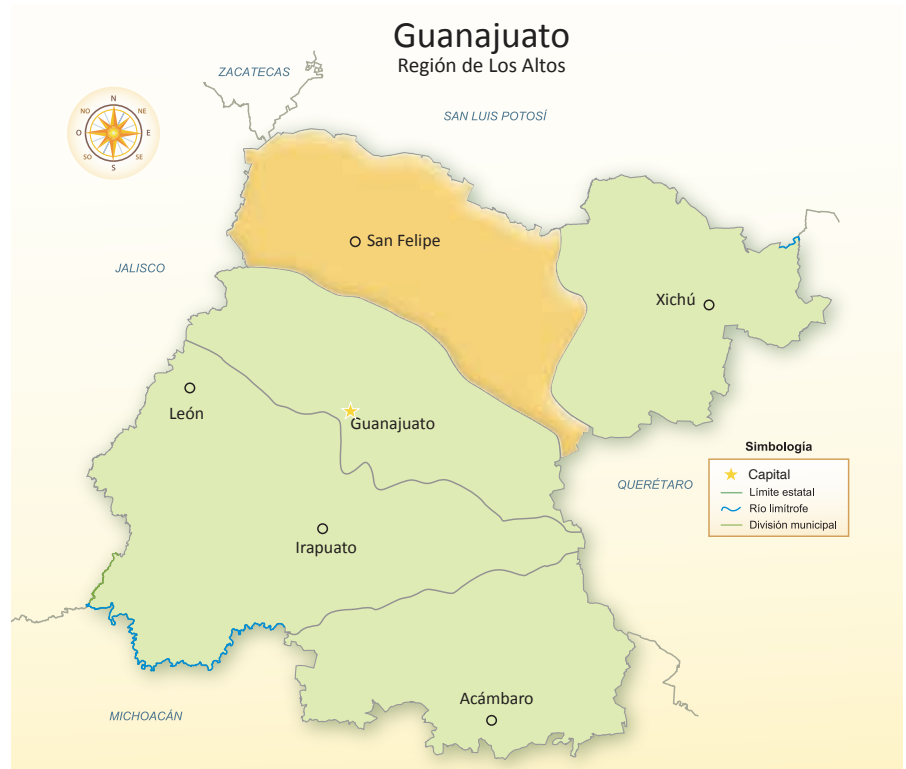 Guanajuato
Región de Los Altos
ZACATECAS
SAN LUIS POTOSÍ
N
NO
NE
O
E
SO
SE
S
San Felipe
JALISCO
Xichú
León
Guanajuato
Simbología
Capital
Límite estatal
Río limítrofe
División municipal
QUERÉTARO
Irapuato
Acámbaro
MICHOACÁN